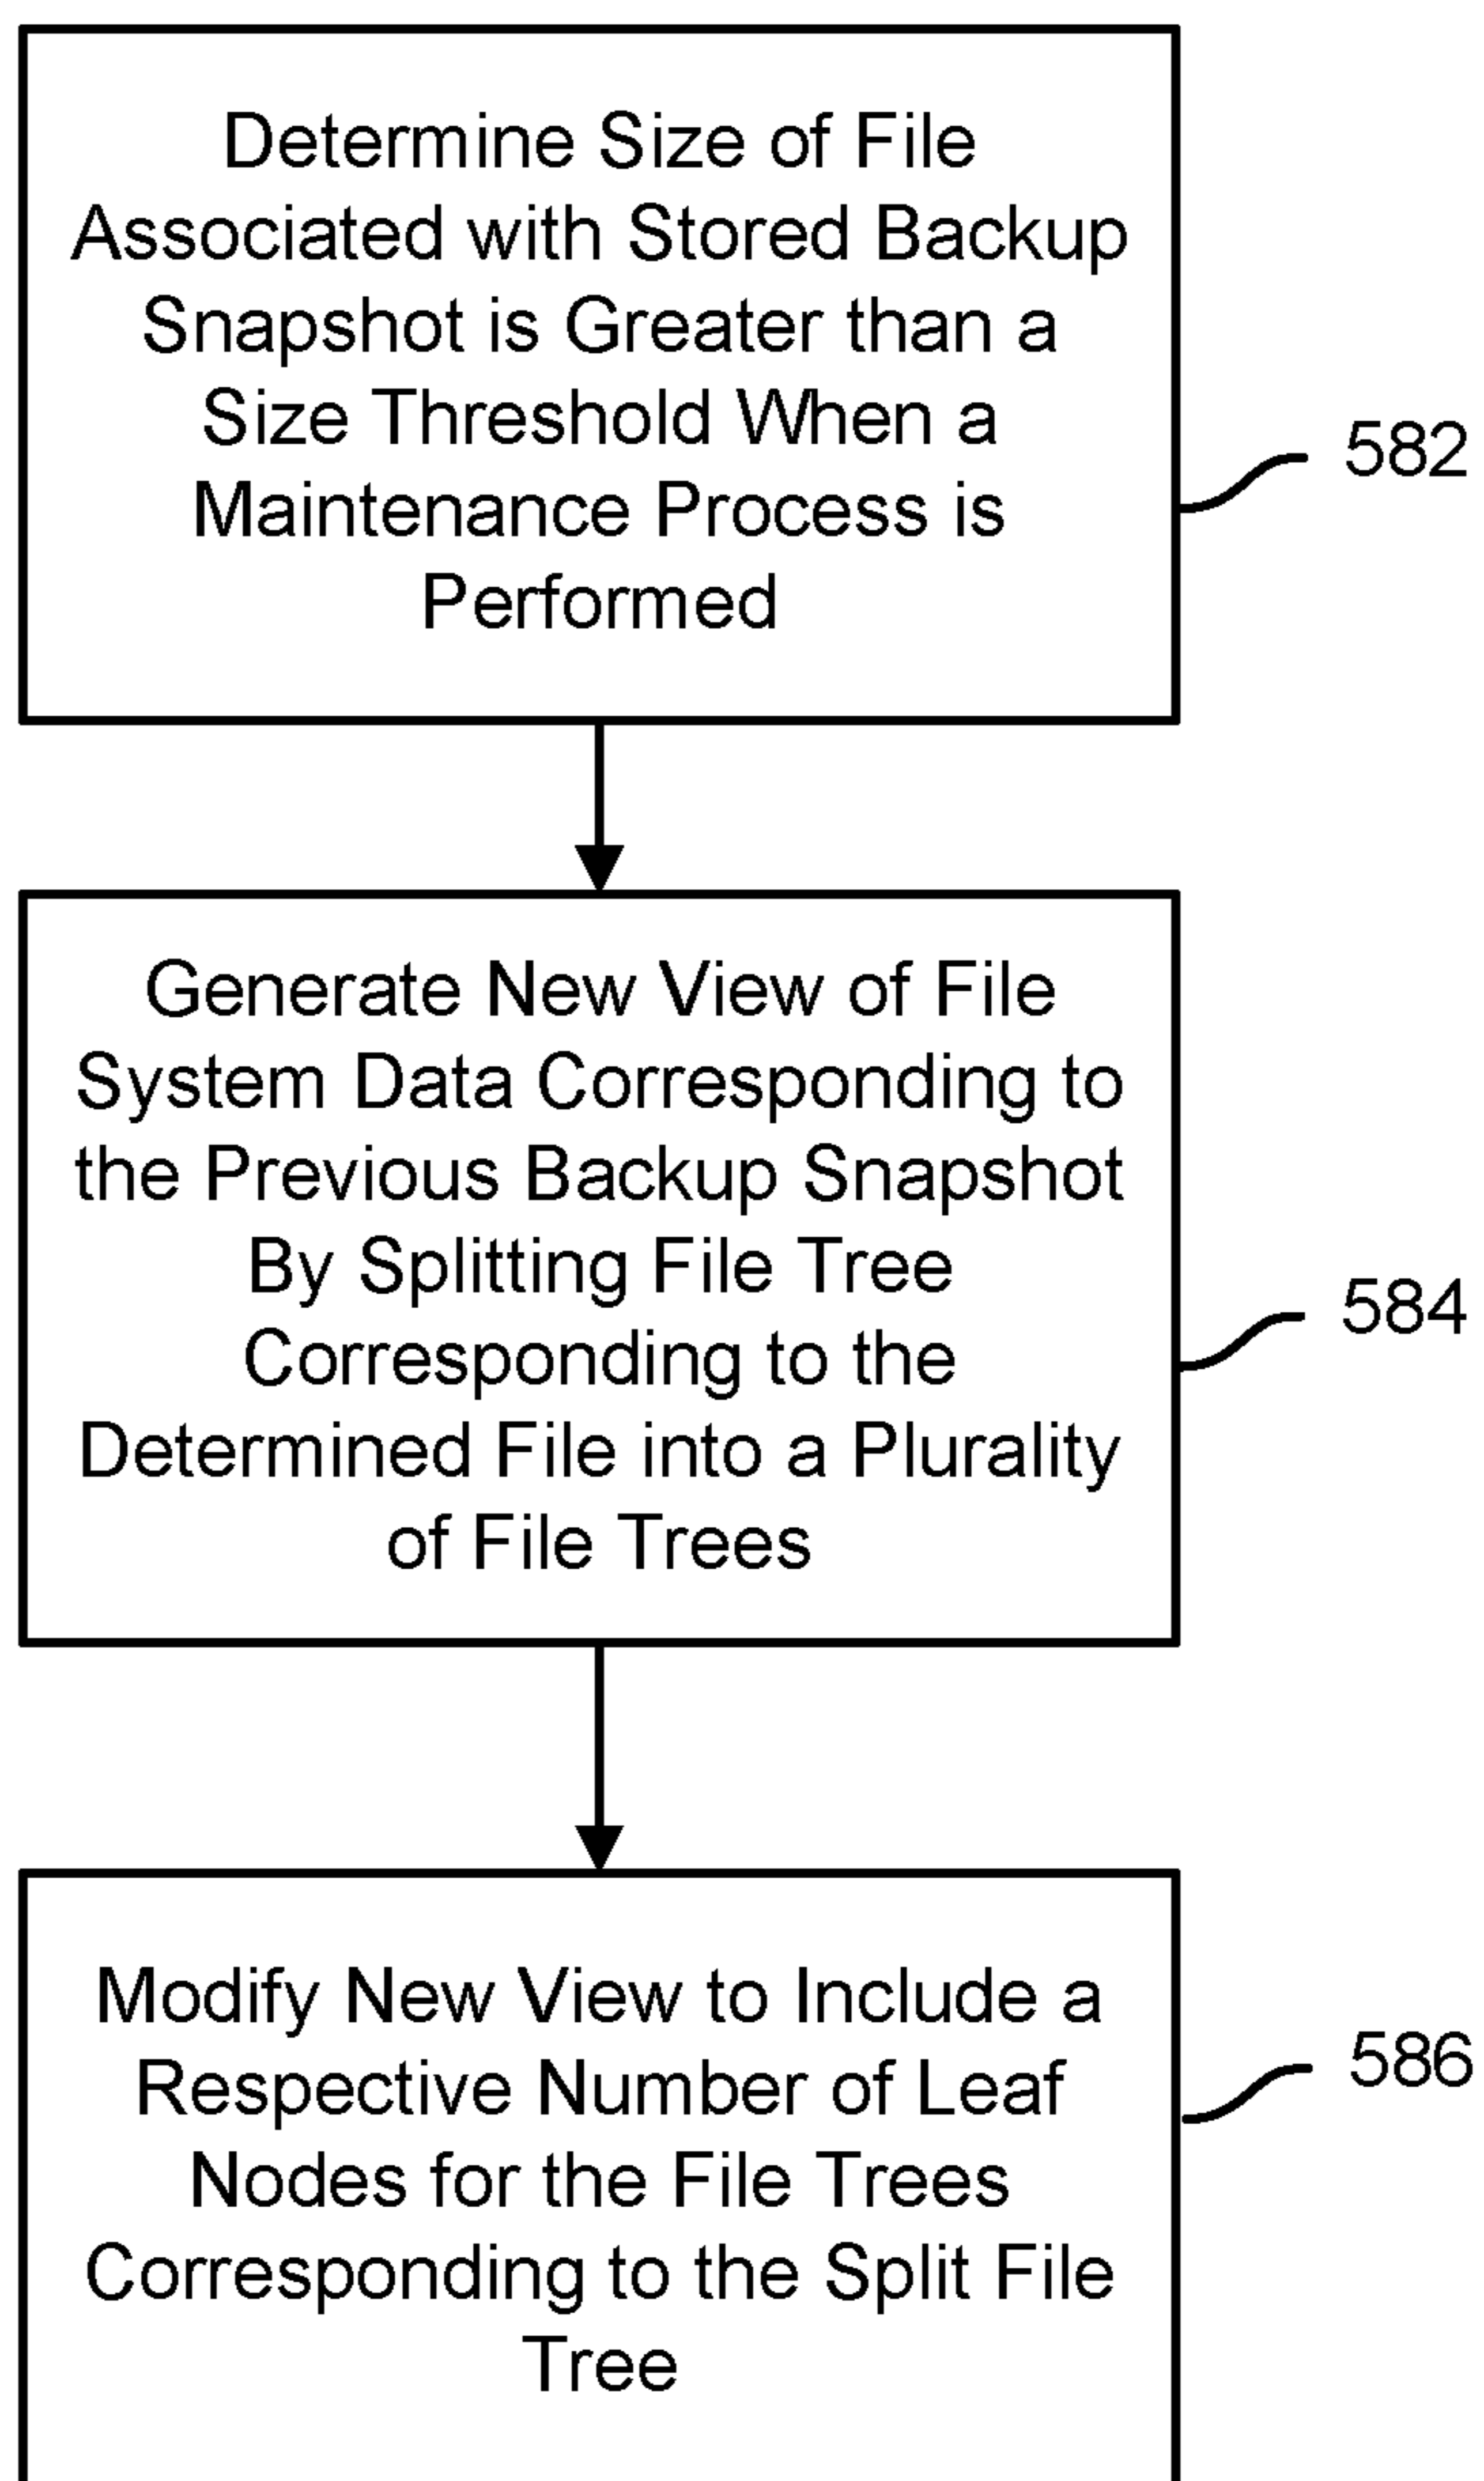 Determine Size of File
Associated with Stored Backup
Snapshot is Greater than a
Size Threshold When a
Maintenance Process is
Performed
582
Generate New View of File
System Data Corresponding to
the Previous Backup Snapshot
By Splitting File Tree
Corresponding to the
Determined File into a Plurality
of File Trees
584
Modify New View to Include a
Respective Number of Leaf
Nodes for the File Trees
Corresponding to the Split File
Tree
586